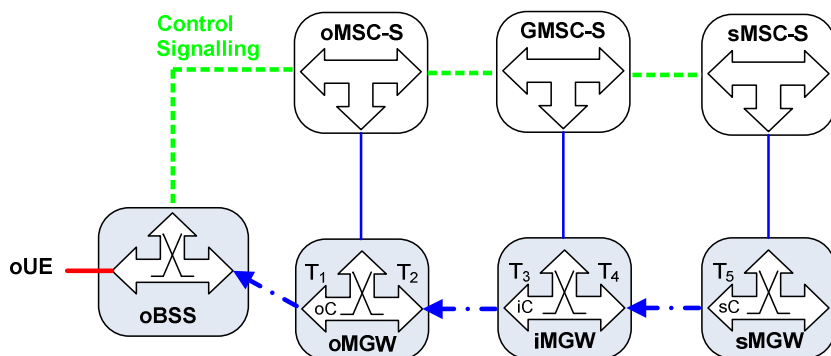 Control
Signalling
oMSC-S
GMSC-S
sMSC-S
oUE
oBSS
T1
T2
oC
oMGW
T3
T4
iC
iMGW
T5
sC
sMGW